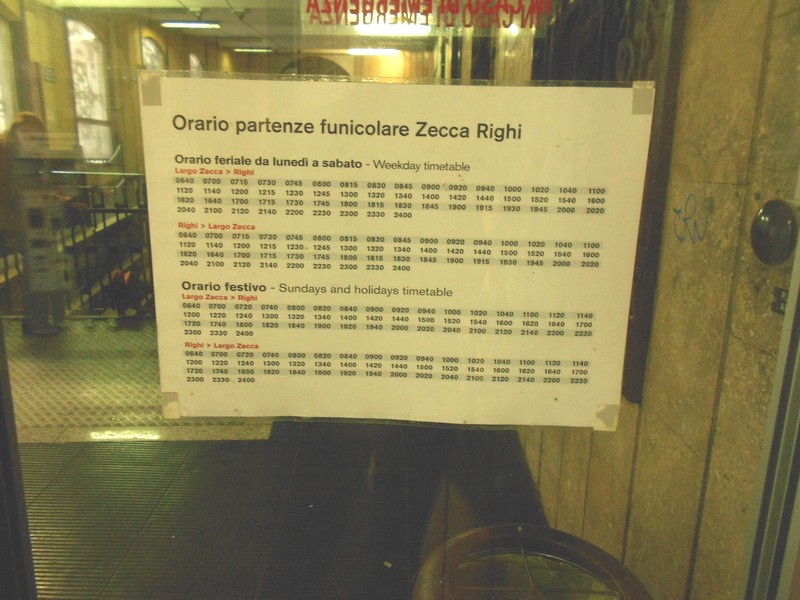 IN CASO DI EMERGENZA
Orario partenze funicolare Zecca Righi
Orario feriale da lunedì a sabato - Weekday timetable
Largo Zecca > Righi
0640 0700 0715 0730 0745 0800 0815 0830 0845 0900 0920 0940 1000 1020 1040 1100
1120 1140 1200 1215 1230 1245 1300 1320 1340 1400 1420 1440 1500 1520 1540 1600
1620 1640 1700 1715 1730 1745 1800 1815 1830 1845 1900 1915 1930 1945 2000 2020
2040 2100 2120 2140 2200 2230 2300 2330 2400
Righi > Largo Zecca
0640 0700 0715 0730 0745 0800 0815 0830 0845 0900 0920 0940 1000 1020 1040 1100
1120 1140 1200 1215 1230 1245 1300 1320 1340 1400 1420 1440 1500 1520 1540 1600
1620 1640 1700 1715 1730 1745 1800 1815 1830 1845 1900 1915 1930 1945 2000 2020
2040 2100 2120 2140 2200 2230 2300 2330 2400
Orario festivo - Sundays and holidays timetable
Largo Zecca > Righi
0640 0700 0720 0740 0800 0820 0840 0900 0920 0940 1000 1020 1040 1100 1120 1140
1200 1220 1240 1300 1320 1340 1400 1420 1440 1500 1520 1540 1600 1620 1640 1700
1720 1740 1800 1820 1840 1900 1920 1940 2000 2020 2040 2100 2120 2140 2200 2230
2300 2330 2400
Righi > Largo Zecca
0640 0700 0720 0740 0800 0820 0840 0900 0920 0940 1000 1020 1040 1100 1120 1140
1200 1220 1240 1300 1320 1340 1400 1420 1440 1500 1520 1540 1600 1620 1640 1700
1720 1740 1800 1820 1840 1900 1920 1940 2000 2020 2040 2100 2120 2140 2200 2230
2300 2330 2400